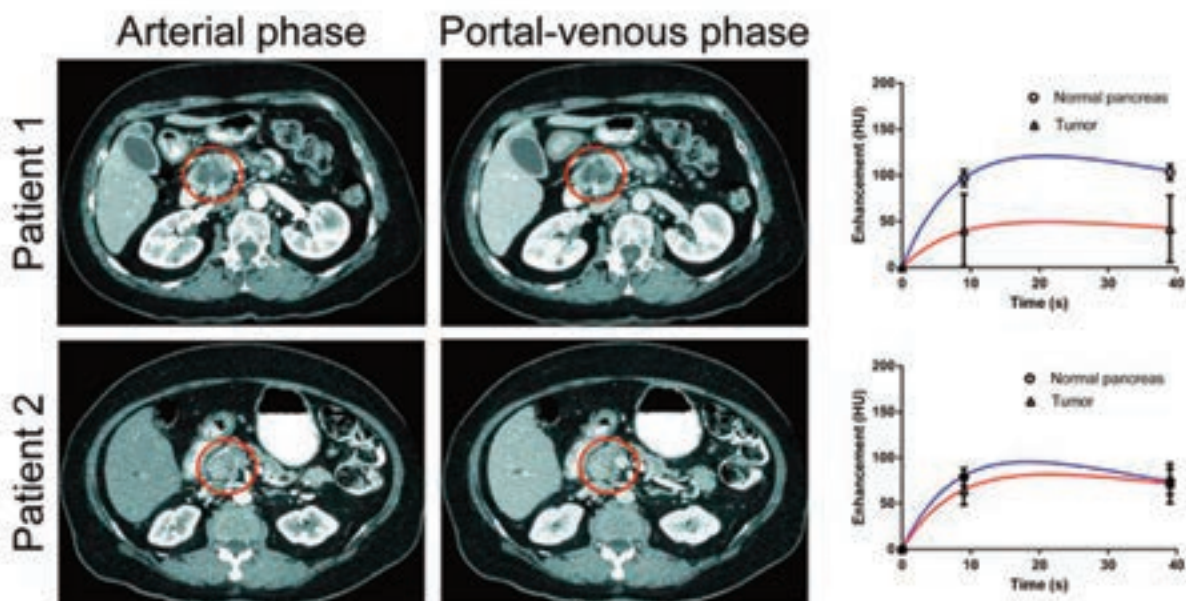 Arterial phase Portal-venous phase
Patient 1
200
150
100
50
0
Enhancement (HU)
Normal pancreas
Tumor
0 10 20 30 40
Time (s)
Patient 2
200
150
100
50
0
Enhancement (HU)
Normal pancreas
Tumor
0 10 20 30 40
Time (s)